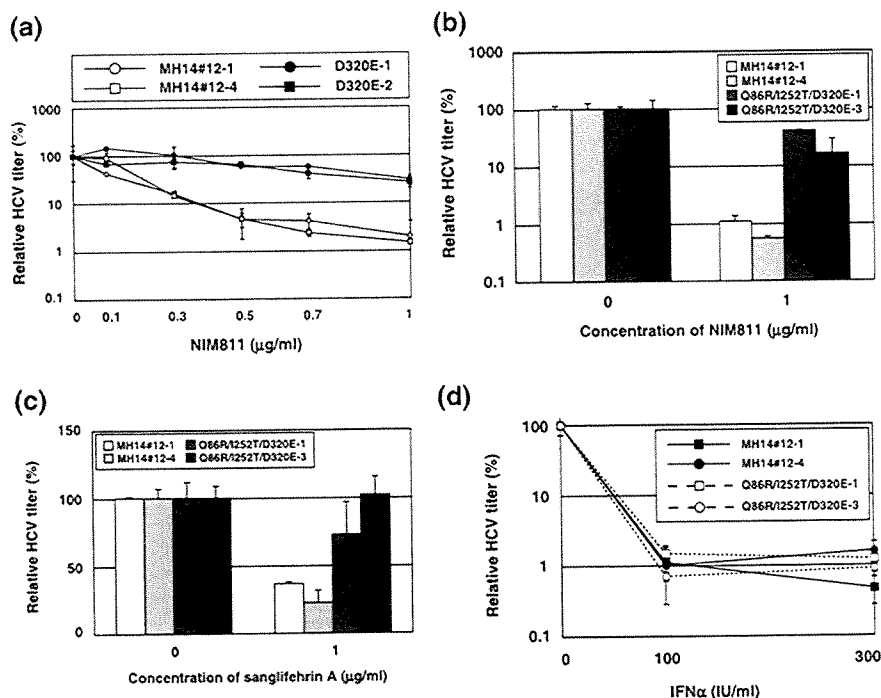 (a)
MH14#12-1
D320E-1
MH14#12-4
D320E-2
Relative HCV titer (%)
1000
100
10
1
0.1
0
0.1
0.3
0.5
0.7
1
NIM811 (μg/ml)
(b)
MH14#12-1
MH14#12-4
Q86R/I252T/D320E-1
Q86R/I252T/D320E-3
Relative HCV titer (%)
1000
100
10
1
0.1
0
1
Concentration of NIM811 (μg/ml)
(c)
MH14#12-1
Q86R/I252T/D320E-1
MH14#12-4
Q86R/I252T/D320E-3
Relative HCV titer (%)
150
100
50
0
0
1
Concentration of sanglifehrin A (μg/ml)
(d)
MH14#12-1
MH14#12-4
Q86R/I252T/D320E-1
Q86R/I252T/D320E-3
Relative HCV titer (%)
100
10
1
0.1
0
100
300
IFNα (IU/ml)